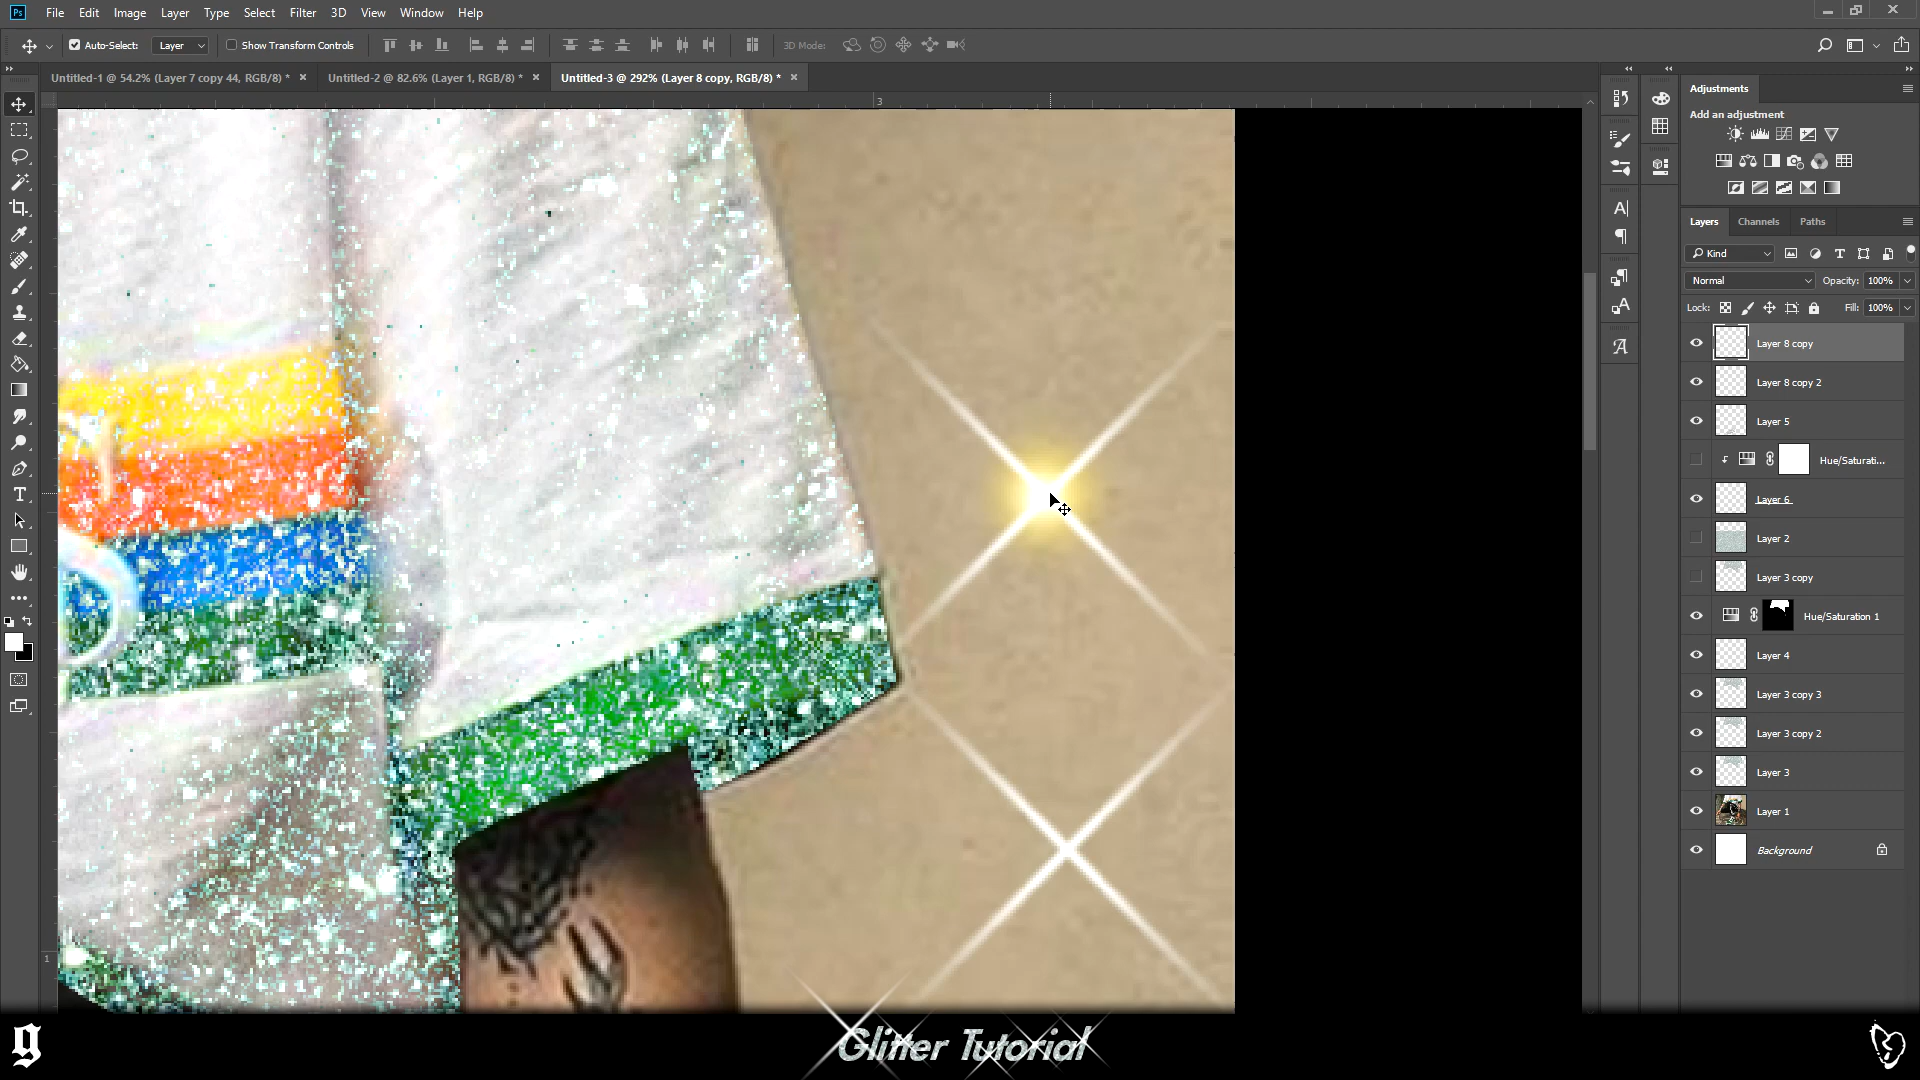 Ps File Edit Image Layer Type Select Filter 3D View Window Help
Auto-Select: Layer Show Transform Controls 3D Mode:
Untitled-1 @ 54.2% (Layer 7 copy 44, RGB/8) * Untitled-2 @ 82.6% (Layer 1, RGB/8) * Untitled-3 @ 292% (Layer 8 copy, RGB/8) *
3
Adjustments
Add an adjustment
Layers Channels Paths
Kind
Normal Opacity: 100%
Lock: Fill: 100%
Layer 8 copy
Layer 8 copy 2
Layer 5
Hue/Saturati...
Layer 6
Layer 2
Layer 3 copy
Hue/Saturation 1
Layer 4
Layer 3 copy 3
Layer 3 copy 2
Layer 3
Layer 1
Background
1
g
Glitter Tutorial